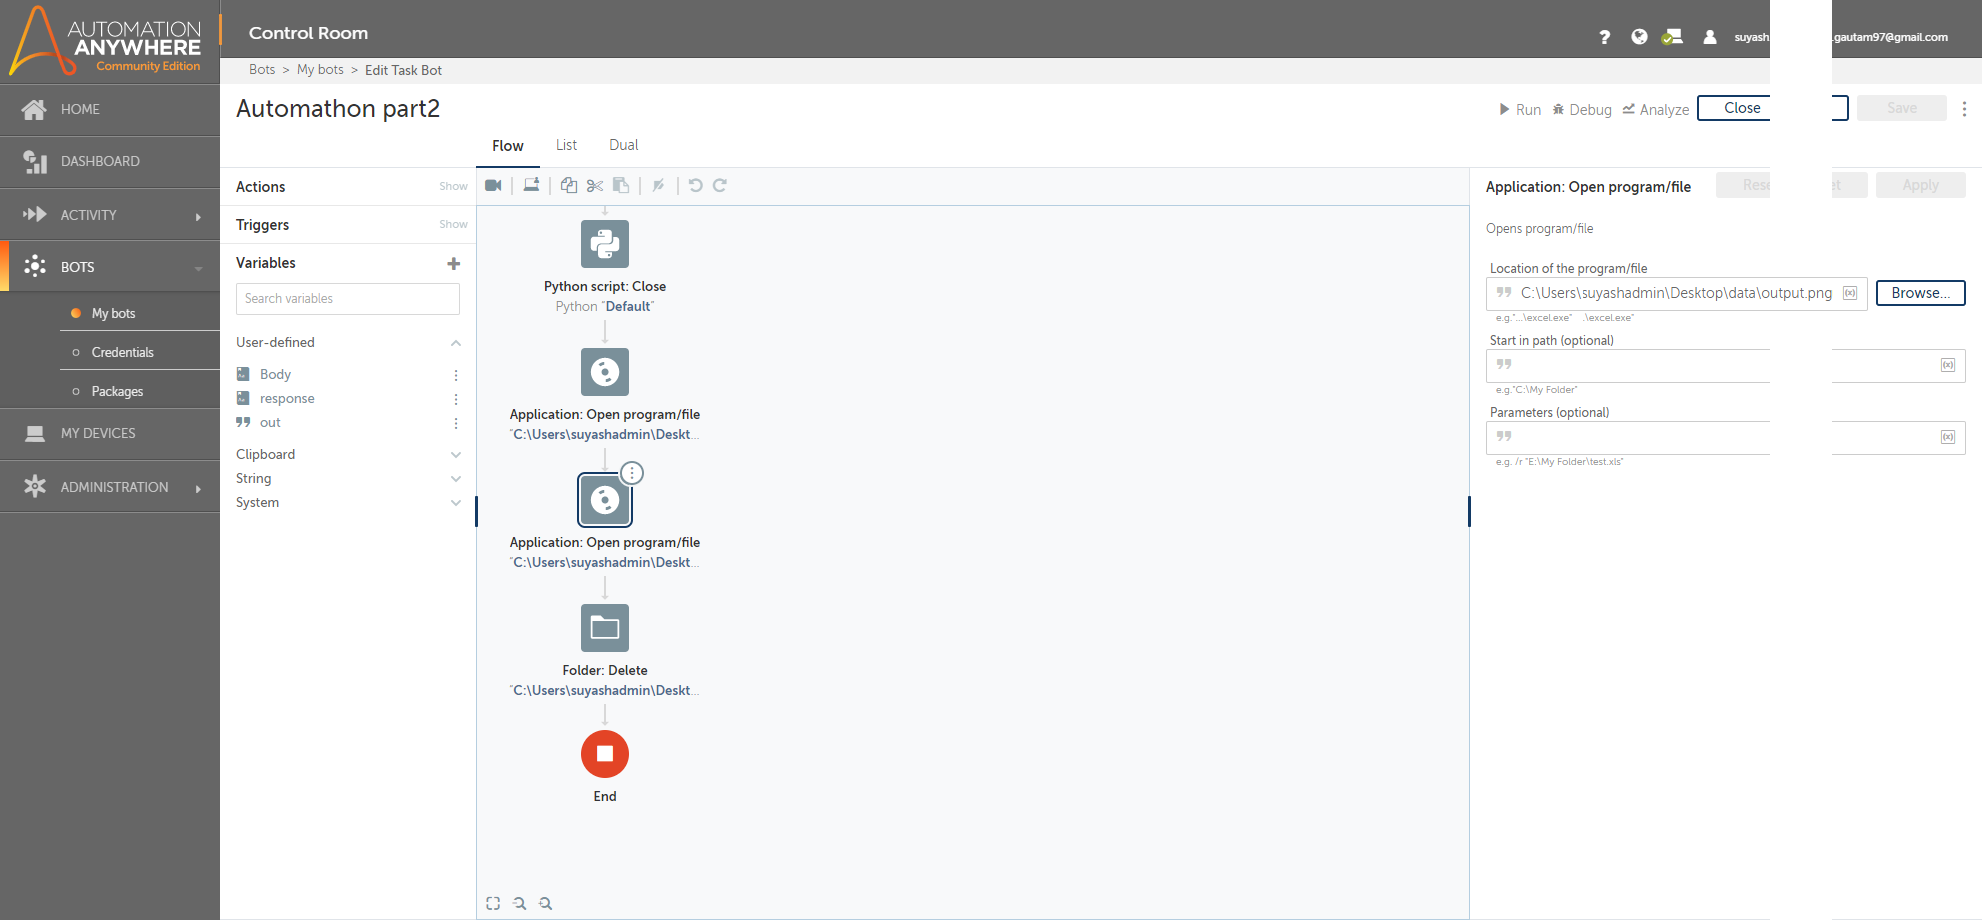 AUTOMATION
ANYWHERE
Community Edition
Control Room
?
.gautam97@gmail.com
Bots > My bots > Edit Task Bot
HOME
DASHBOARD
ACTIVITY
BOTS
My bots
Credentials
Packages
MY DEVICES
ADMINISTRATION
Automathon part2
Run Debug Analyze Close Save
Flow List Dual
Actions Show
Triggers Show
Variables
Search variables
User-defined
Body
response
out
Clipboard
String
System
Python script: Close
Python "Default"
Application: Open program/file
"C:\Users\suyashadmin\Deskt...
Application: Open program/file
"C:\Users\suyashadmin\Deskt...
Folder: Delete
"C:\Users\suyashadmin\Deskt...
End
Application: Open program/file
Apply
Opens program/file
Location of the program/file
C:\Users\suyashadmin\Desktop\data\output.png (x) Browse...
e.g."...\excel.exe" .\excel.exe"
Start in path (optional)
(x)
e.g."C:\My Folder"
Parameters (optional)
(x)
e.g. /r "E:\My Folder\test.xls"